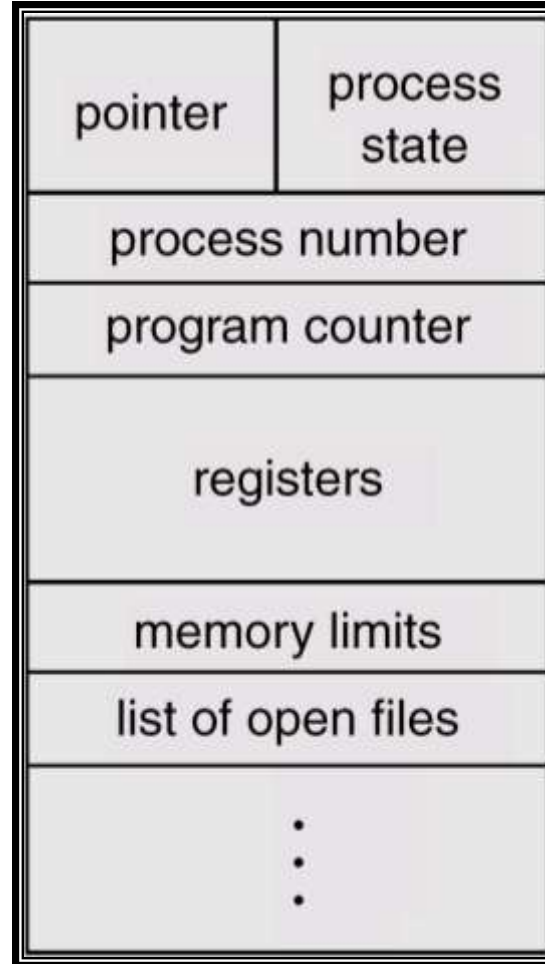 pointer
process
state
process number
program counter
registers
memory limits
list of open files